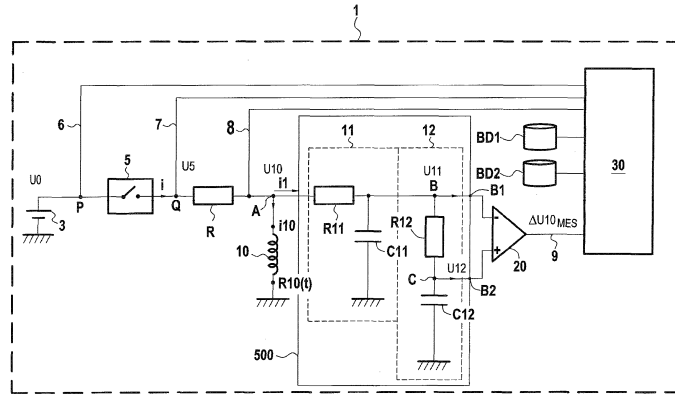 1
6
7
8
11
12
BD1
BD2
30
U0
5
U5
U10
i1
U11
i
B
B1
P
Q
R
A
R11
R12
ΔU10MES
3
i10
C11
9
10
20
C
U12
R10(t)
B2
C12
500
-
+